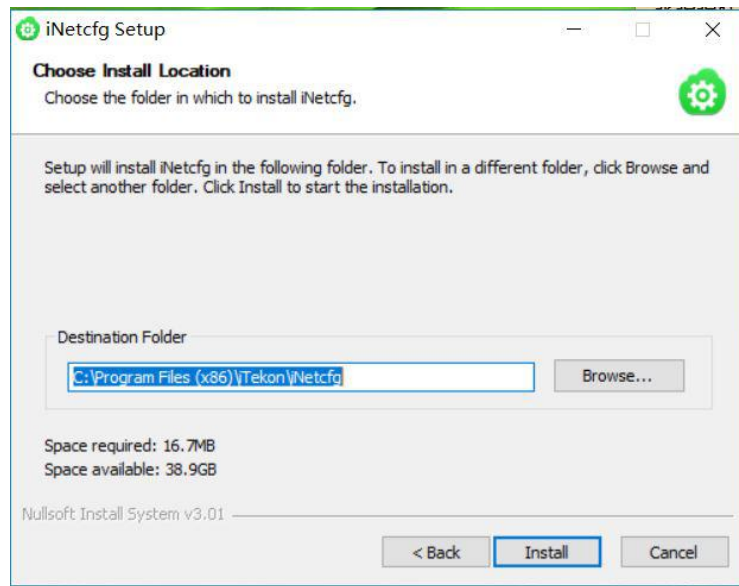 iNetcfg Setup
Choose Install Location
Choose the folder in which to install iNetcfg.
Setup will install iNetcfg in the following folder. To install in a different folder, click Browse and
select another folder. Click Install to start the installation.
Destination Folder
C:\Program Files (x86)\iTekon\iNetcfg
Browse...
Space required: 16.7MB
Space available: 38.9GB
Nullsoft Install System v3.01
< Back
Install
Cancel